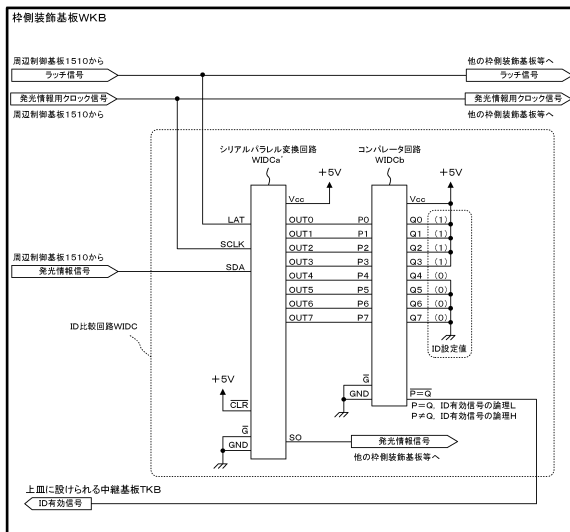 枠側装飾基板WKB
周辺制御基板1510から
ラッチ信号
他の枠側装飾基板等へ
ラッチ信号
発光情報用クロック信号
周辺制御基板1510から
発光情報用クロック信号
他の枠側装飾基板等へ
シリアルパラレル変換回路
WIDCa
コンパレータ回路
WIDCb
+5V
+5V
Vcc
Vcc
LAT
OUT0 P0 Q0 (1)
OUT1 P1 Q1 (1)
SCLK
OUT2 P2 Q2 (1)
周辺制御基板1510から
発光情報信号
SDA
OUT3 P3 Q3 (1)
OUT4 P4 Q4 (0)
OUT5 P5 Q5 (0)
OUT6 P6 Q6 (0)
OUT7 P7 Q7 (0)
ID設定値
ID比較回路WIDC
+5V
CLR
G
GND
G
GND
P=Q
P=Q, ID有効信号の論理L
P≠Q, ID有効信号の論理H
SO
発光情報信号
他の枠側装飾基板等へ
上皿に設けられる中継基板TKB
ID有効信号